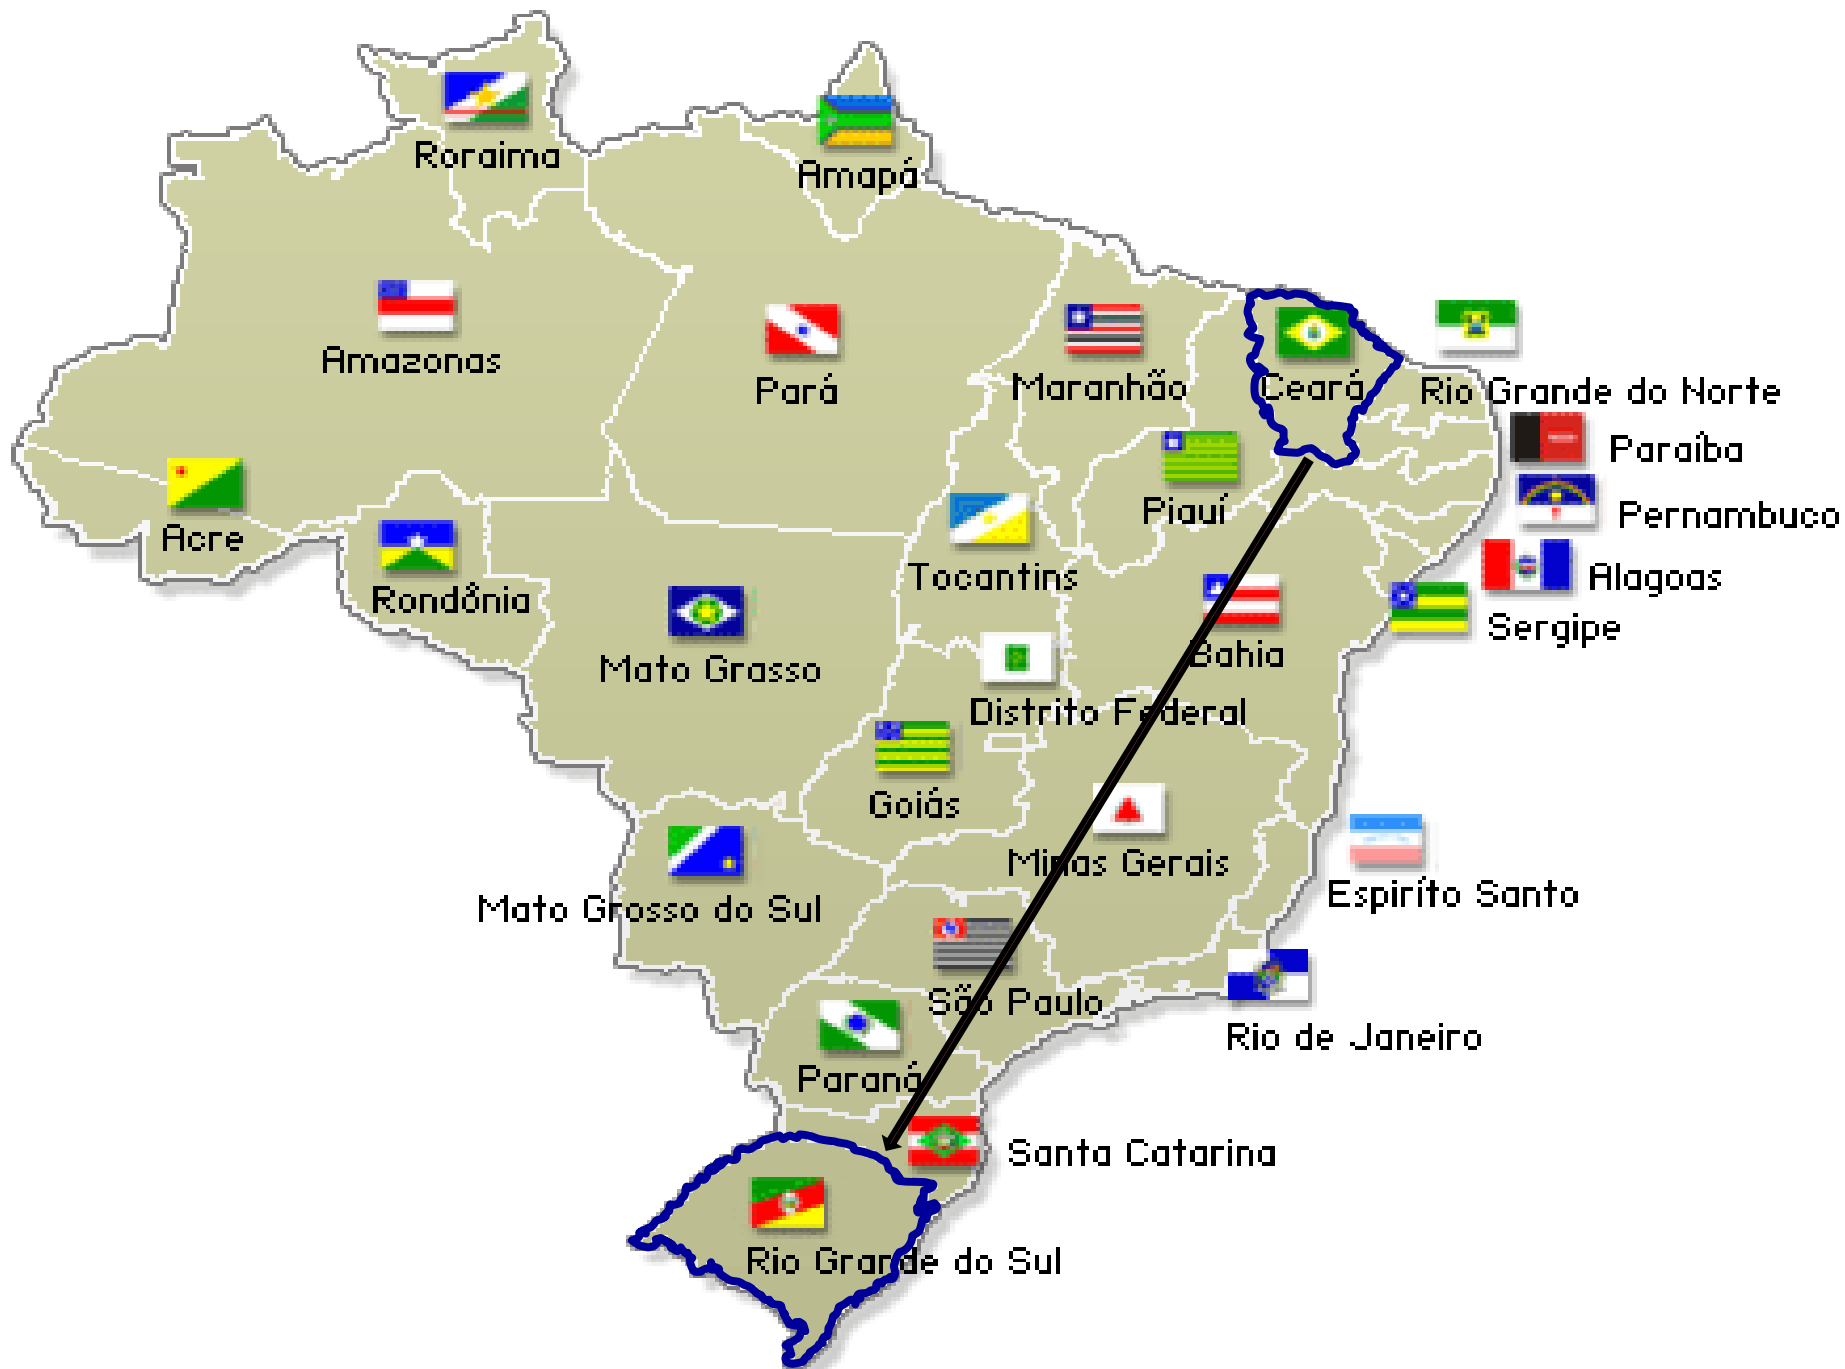 Roraima
Amapá
Amazonas
Pará
Maranhão
Ceará
Rio Grande do Norte
Paraíba
Piauí
Pernambuco
Acre
Rondônia
Tocantins
Alagoas
Sergipe
Mato Grasso
Bahia
Distrito Federal
Goiás
Minas Gerais
Mato Grosso do Sul
Espiríto Santo
São Paulo
Rio de Janeiro
Paraná
Santa Catarina
Rio Grande do Sul